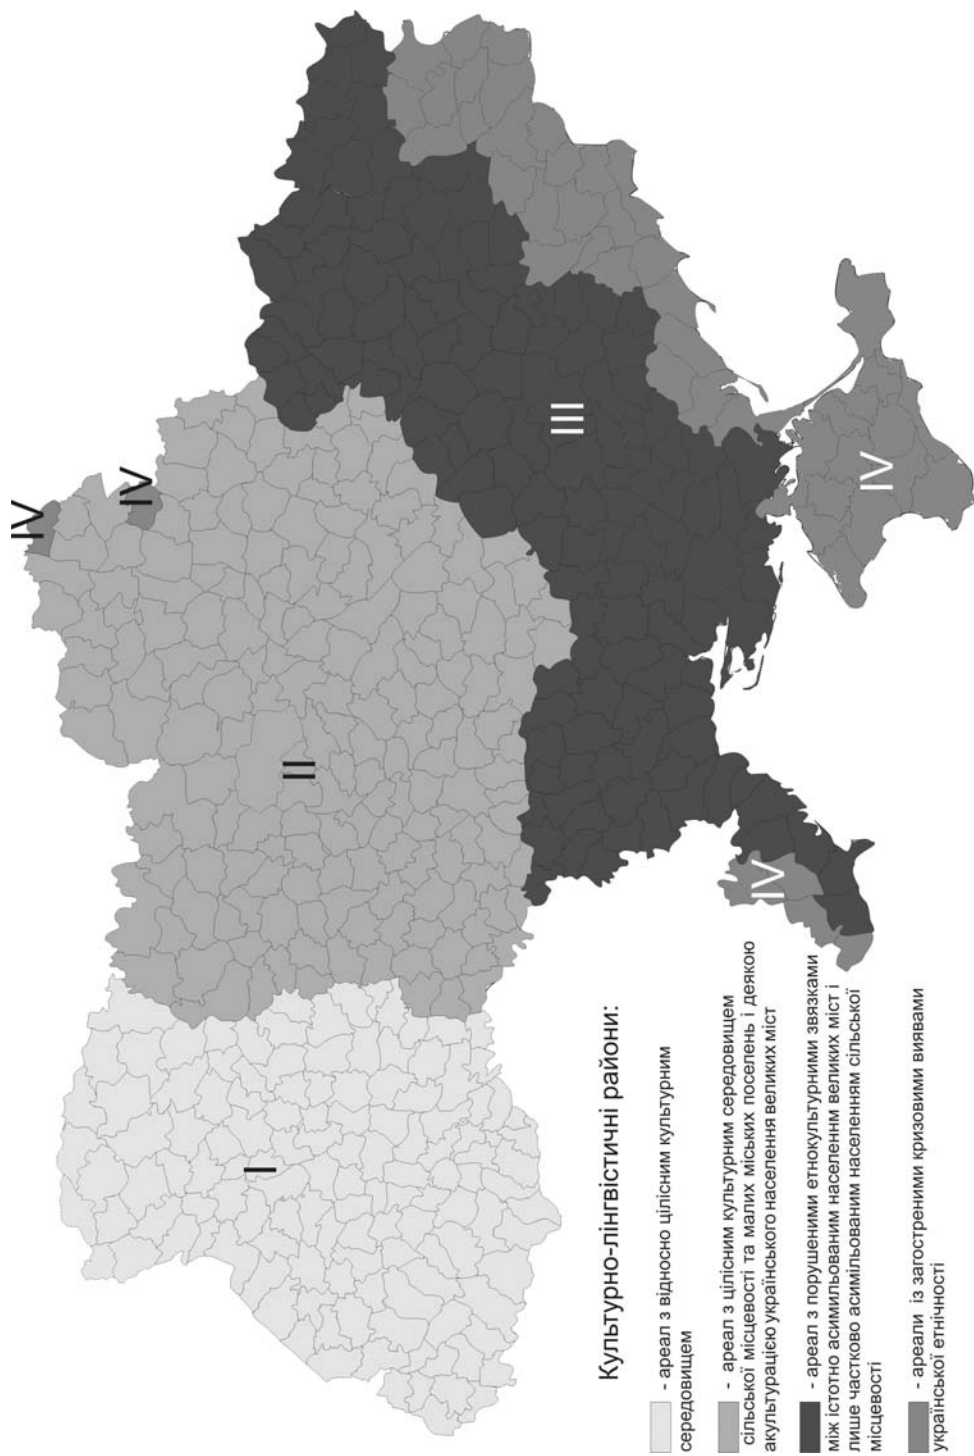 IV
IV
II
III
IV
IV
I
Культурно-лінгвістичні райони:
- ареал з відносно цілісним культурним
середовищем
- ареал з цілісним культурним середовищем
сільської місцевості та малих міських поселень і деякою
акультурацією українського населення великих міст
- ареал з порушеними етнокультурними звязками
між істотно асимільованим населенням великих міст і
лише частково асимільованим населенням сільської
місцевості
- ареали із загостреними кризовими виявами
української етнічності